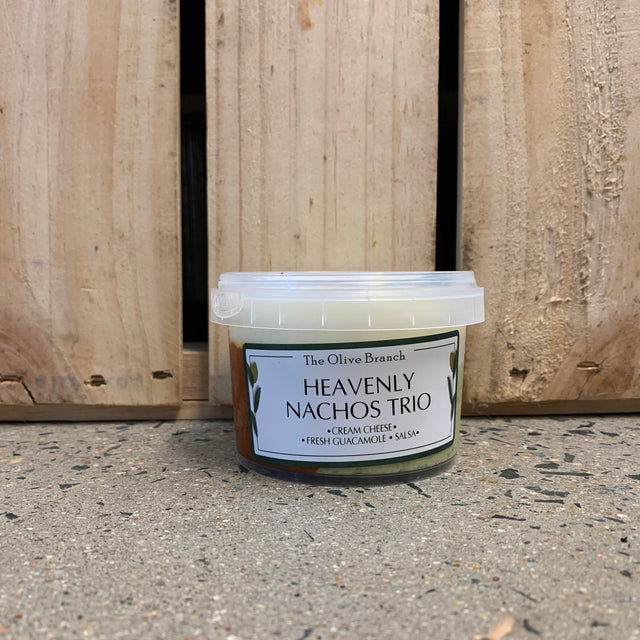 The Olive Branch
HEAVENLY
NACHOS TRIO
•CREAM CHEESE•
•FRESH GUACAMOLE • SALSA•